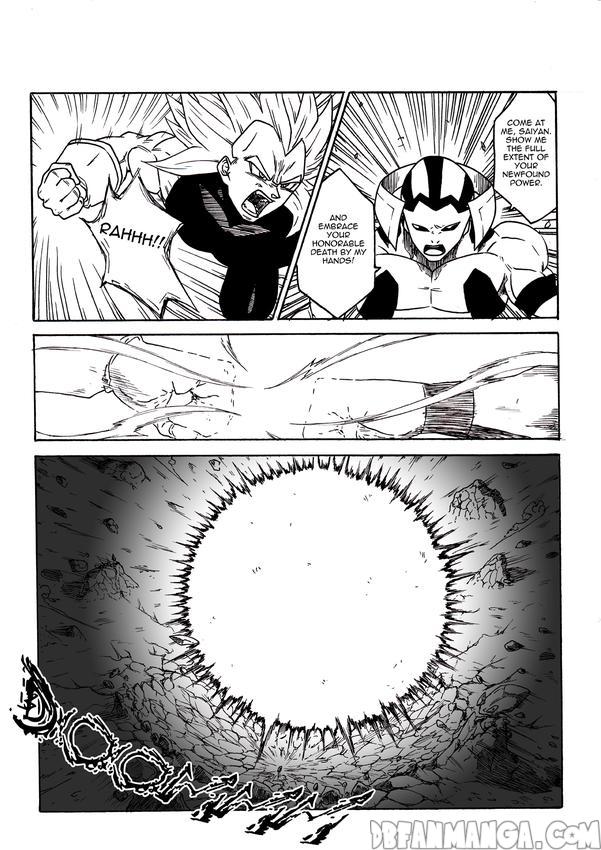 COME AT
ME, SAIYAN.
SHOW ME
THE FULL
EXTENT OF
YOUR
NEWFOUND
POWER.
AND
EMBRACE
YOUR
HONORABLE
DEATH BY MY
HANDS!
RAHHH!!
DBFANMANGA.COM